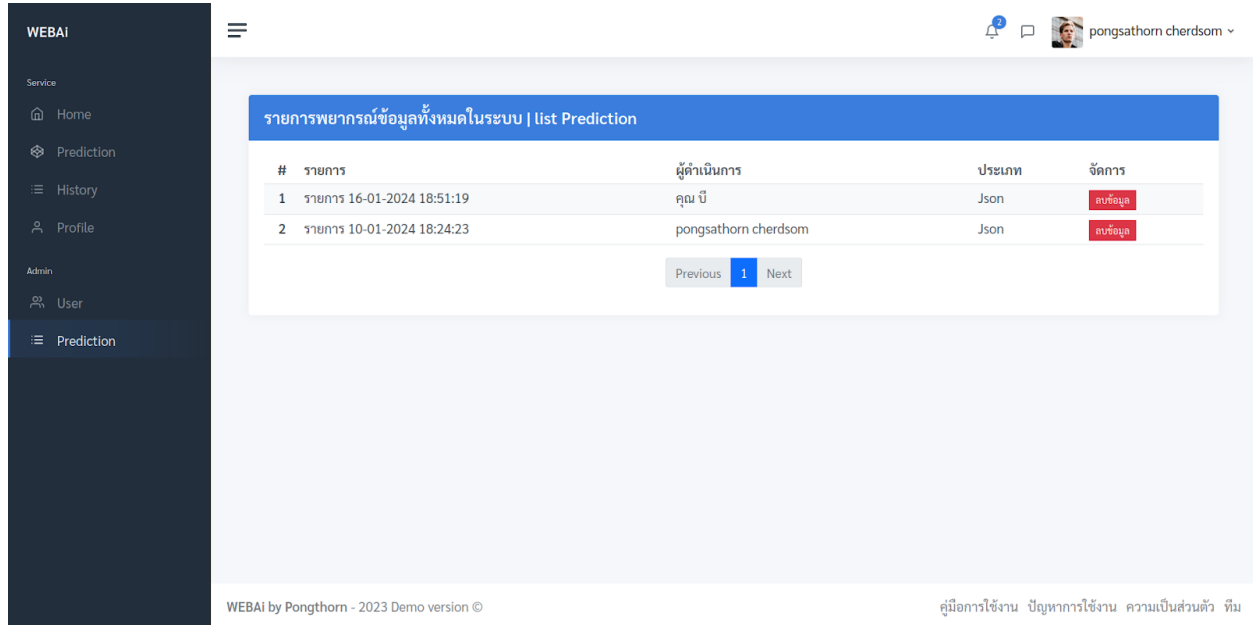 WEBAi
2
pongsathorn cherdsom
Service
Home
Prediction
History
Profile
Admin
User
Prediction
รายการพยากรณ์ข้อมูลทั้งหมดในระบบ | list Prediction
# รายการ ผู้ดำเนินการ ประเภท จัดการ
1 รายการ 16-01-2024 18:51:19 คุณ บี Json ลบข้อมูล
2 รายการ 10-01-2024 18:24:23 pongsathorn cherdsom Json ลบข้อมูล
Previous 1 Next
WEBAi by Pongthorn - 2023 Demo version ©
คู่มือการใช้งาน ปัญหาการใช้งาน ความเป็นส่วนตัว ทีม